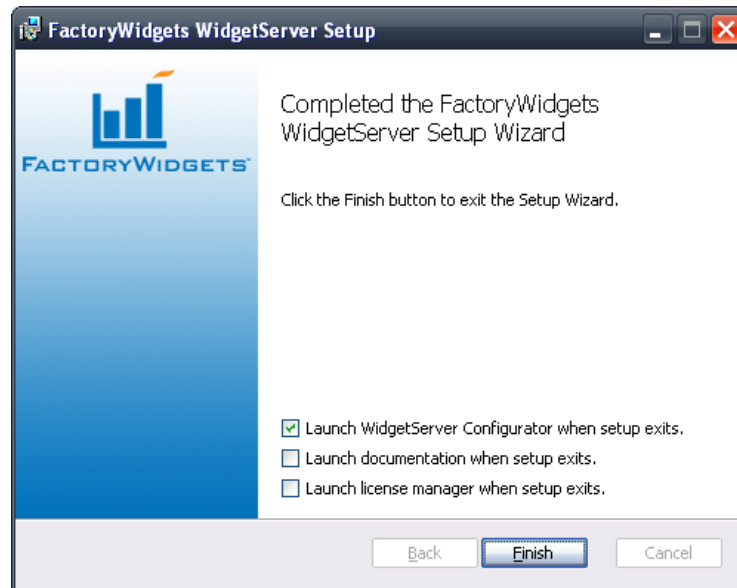 FactoryWidgets WidgetServer Setup
FACTORYWIDGETS
Completed the FactoryWidgets
WidgetServer Setup Wizard
Click the Finish button to exit the Setup Wizard.
Launch WidgetServer Configurator when setup exits.
Launch documentation when setup exits.
Launch license manager when setup exits.
Back Finish Cancel